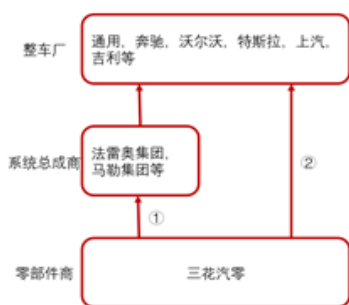 整车厂
通用，奔驰，沃尔沃，特斯拉，上汽，
吉利等
系统总成商
法雷奥集团，
马勒集团等
②
①
零部件商
三花汽零